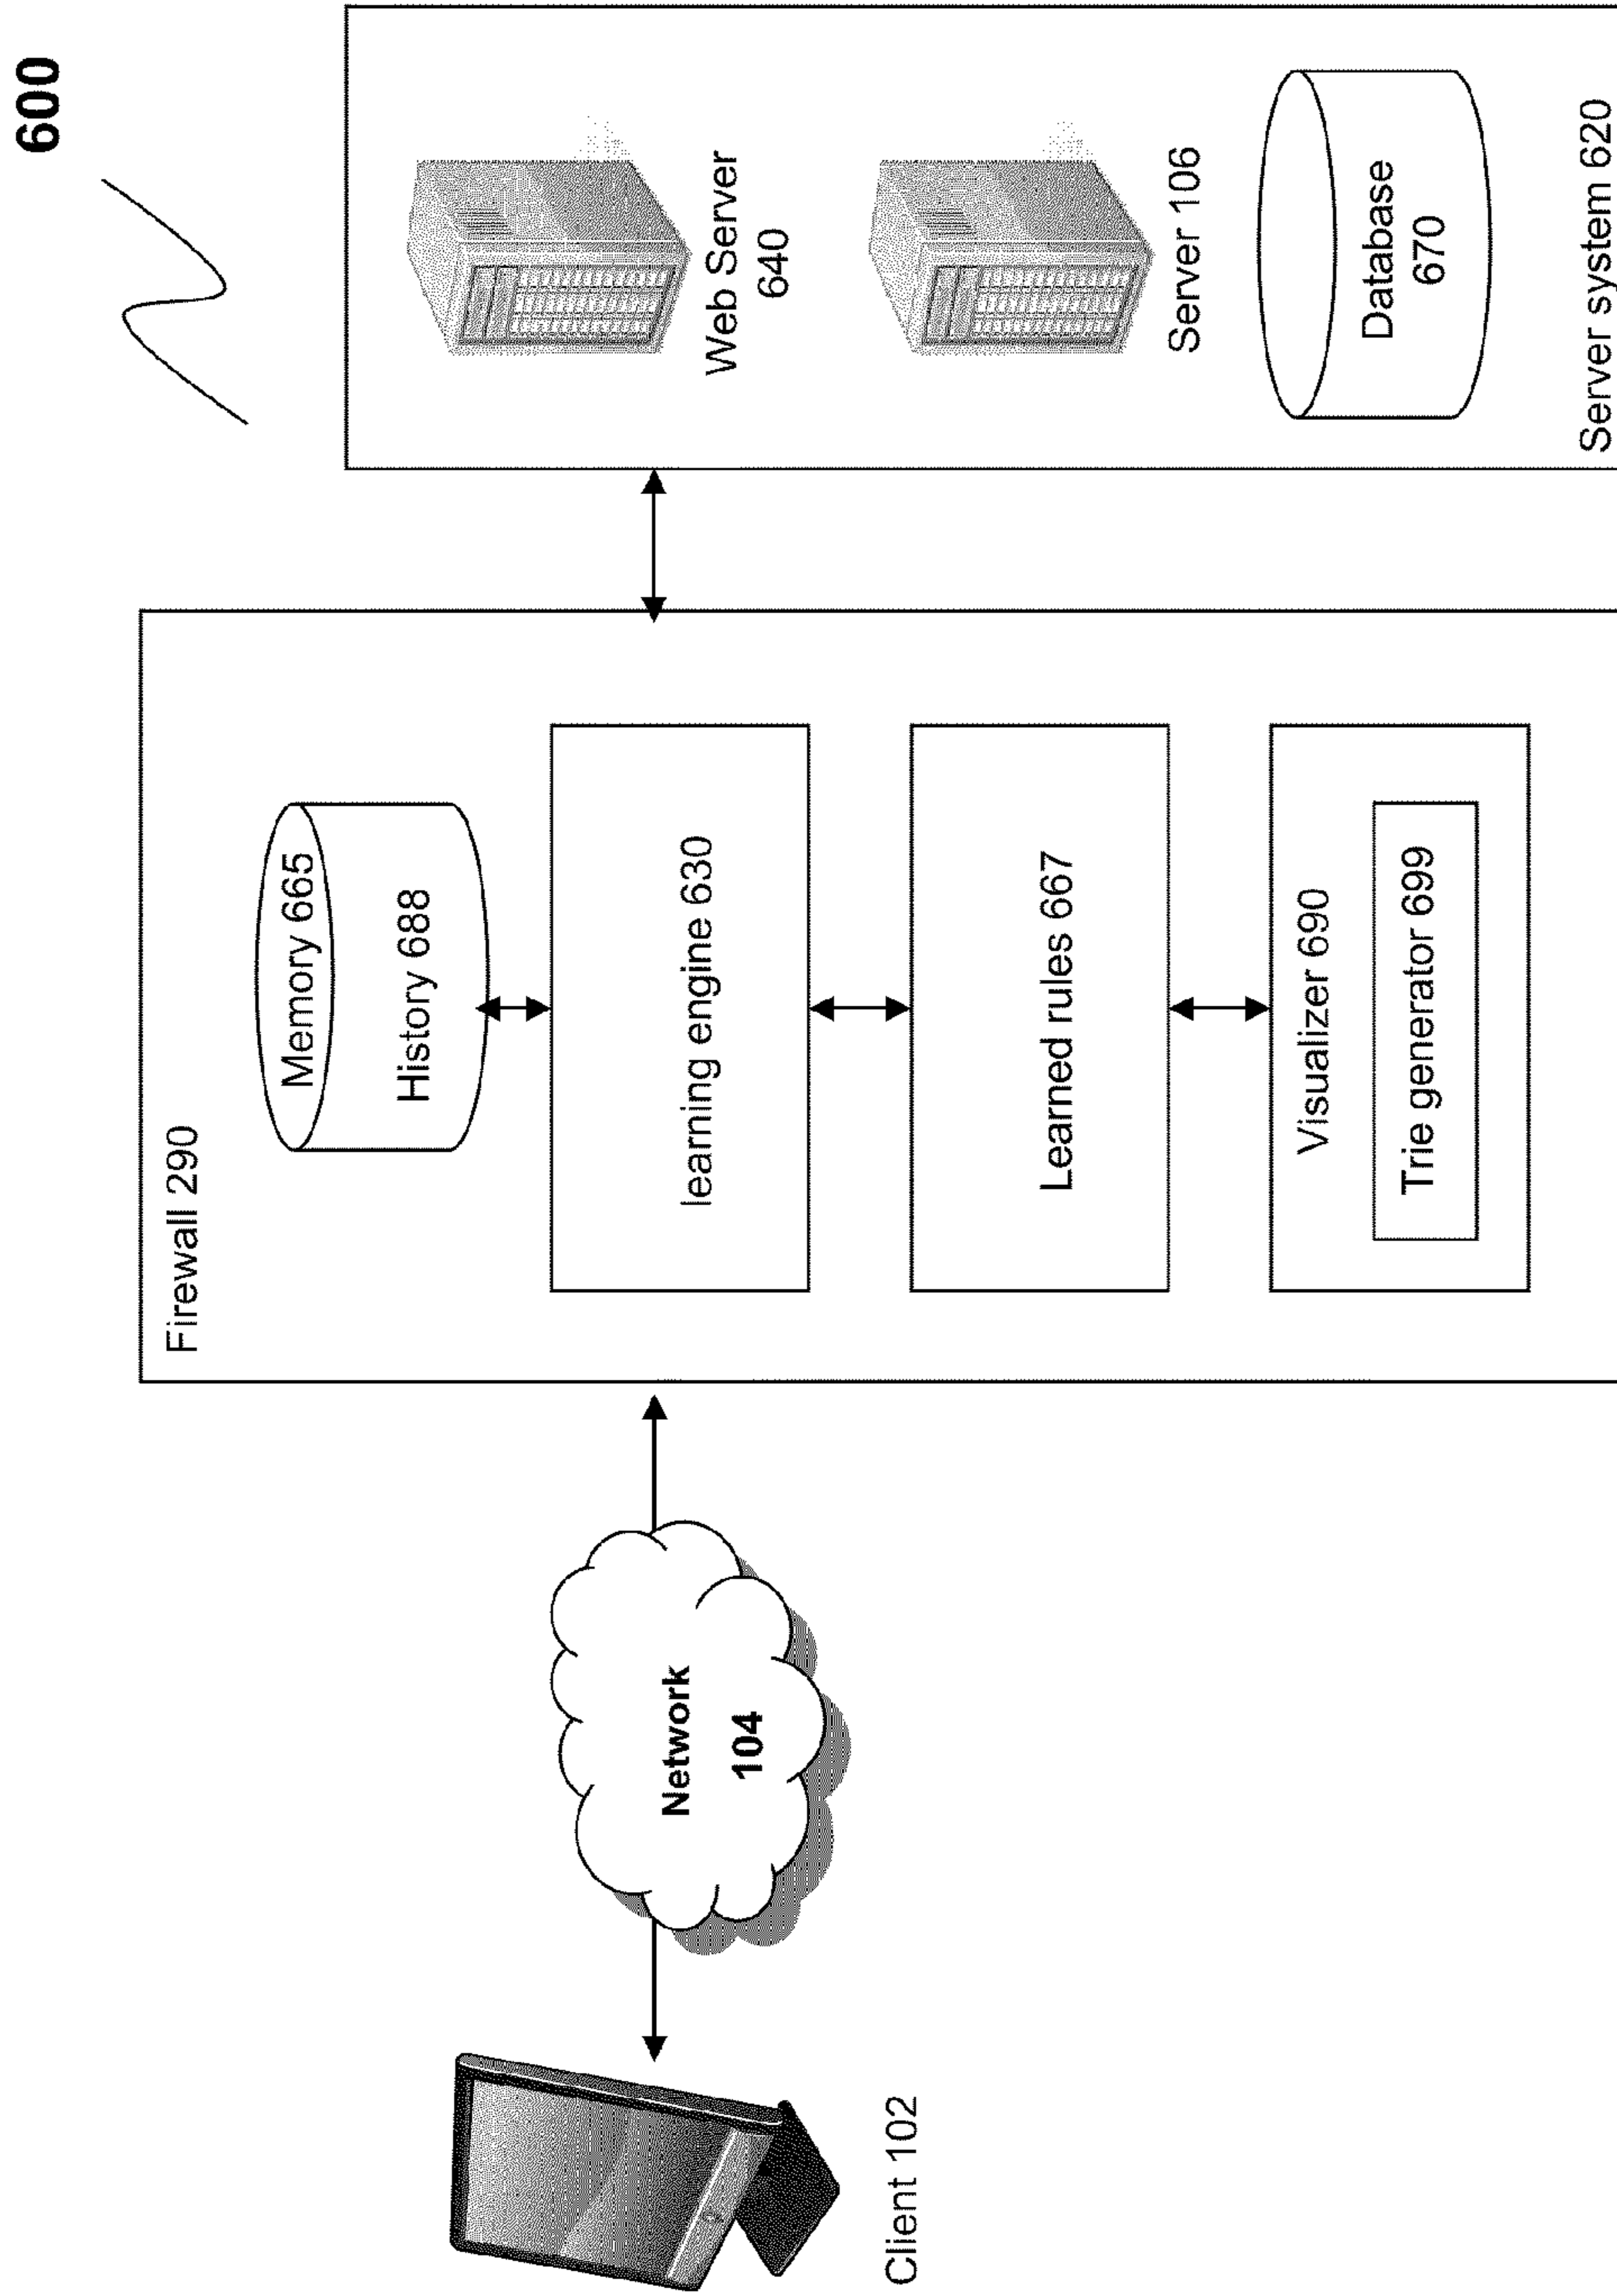 600
Client 102
Network
104
Firewall 290
Memory 665
History 688
learning engine 630
Learned rules 667
Visualizer 690
Trie generator 699
Web Server
640
Server 106
Database
670
Server system 620